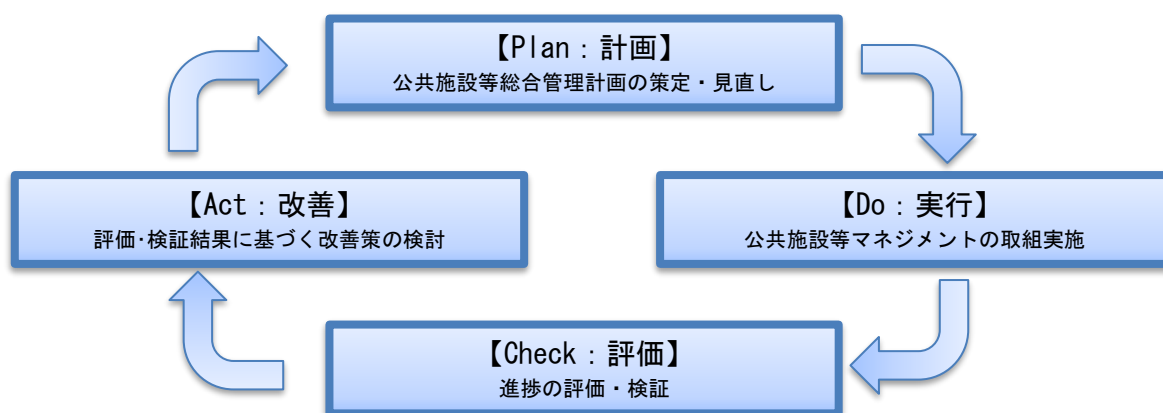 【Plan：計画】
公共施設等総合管理計画の策定・見直し
【Act：改善】
評価･検証結果に基づく改善策の検討
【Do：実行】
公共施設等マネジメントの取組実施
【Check：評価】
進捗の評価・検証